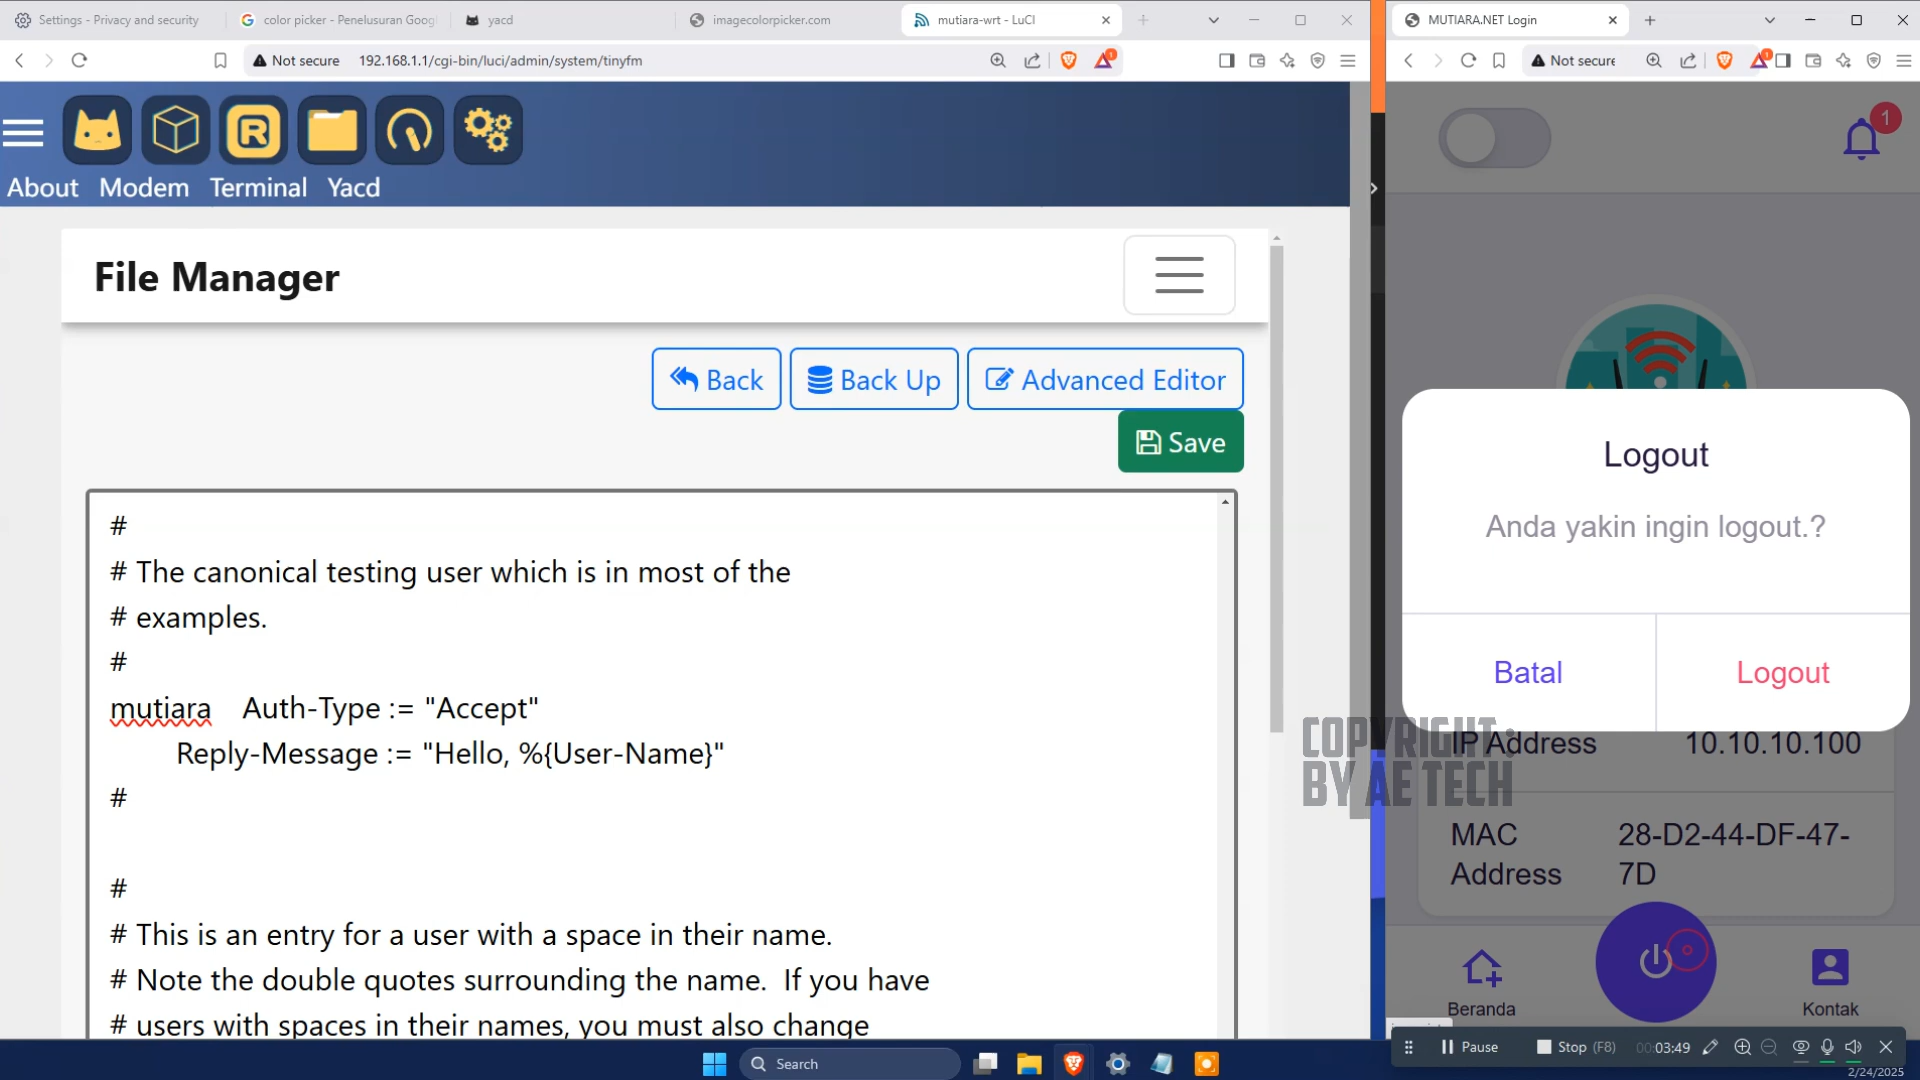 Settings - Privacy and security
color picker - Penelusuran Goog
yacd
imagecolorpicker.com
mutiara-wrt - LuCI
Not secure
192.168.1.1/cgi-bin/luci/admin/system/tinyfm
1
About
Modem
Terminal
Yacd
File Manager
Back
Back Up
Advanced Editor
Save
#
# The canonical testing user which is in most of the
# examples.
#
mutiara Auth-Type := "Accept"
Reply-Message := "Hello, %{User-Name}"
#
#
# This is an entry for a user with a space in their name.
# Note the double quotes surrounding the name. If you have
# users with spaces in their names, you must also change
MUTIARA.NET Login
Not secure
1
1
Logout
Anda yakin ingin logout.?
Batal
Logout
IP Address
10.10.10.100
COPYRIGHT :
BY AE TECH
MAC Address
28-D2-44-DF-47-7D
Beranda
Kontak
Pause
Stop (F8)
00:03:49
Search
2/24/2025